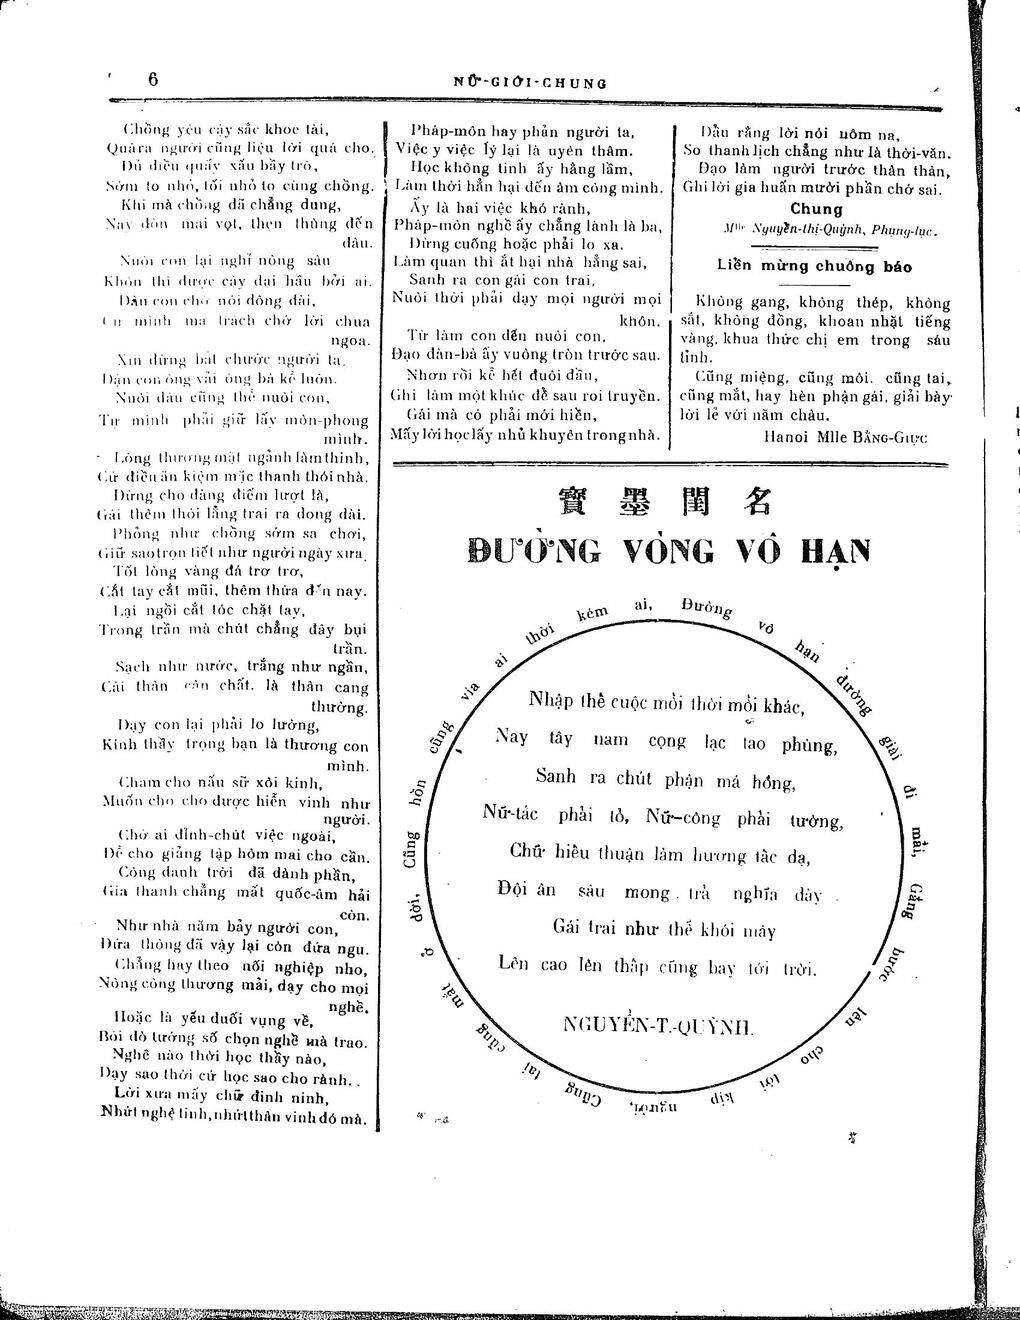 6
NỮ-GIỚI-CHUNG
Chồng yêu cậy sắc khoe tài,
Quá ra người cũng liệu lời quá cho.
Đủ điều quấy xấu bầy trò,
Sớm to nhỏ, tối nhỏ to cùng chồng.
Khi mà chồng đã chẳng dung,
Nay đòn mai vọt, then thùng đến
dâu.
Nuôi con lại nghĩ nông sâu
Khôn thì được cậy dại hầu bởi ai.
Dặn con chớ nói dông dài,
Cứ mình mà trách chớ lời chua
ngoa.
Xin đừng bắt chước người ta,
Dặn con ông vải ông bà kể luôn.
Nuôi dâu cũng thể nuôi con,
Tự mình phải giữ lấy môn-phong
mình.
Lòng thương mặt ngảnh làm thinh,
Cứ điều ăn kiệm mặc thanh thói nhà.
Đừng cho dáng điếm lượt là,
Gái thêm thói lẳng trai ra dong dài.
Phỏng như chồng sớm sa chơi,
Giữ sao trọn tiết như người ngày xưa.
Tốt lòng vàng đá trơ trơ,
Cắt tay cắt mũi, thêm thừa đến nay.
Lại ngồi cắt tóc chặt tay,
Trong trần mà chút chẳng đây bụi
trần.
Sạch như nước, trắng như ngần,
Cái thân cân chất. là thân cang
thường.
Dạy con lại phải lo lường,
Kính thầy trọng bạn là thương con
mình.
Chăm cho nấu sử xôi kinh,
Muốn cho cho được hiển vinh như
người.
Chớ ai đỉnh-chút việc ngoài,
Để cho giảng tập hôm mai cho cần.
Công danh trời đã dành phần,
Gia thanh chẳng mất quốc-âm hãi
còn.
Như nhà năm bảy người con,
Đứa thông đã vậy lại còn đứa ngu.
Chẳng hay theo nối nghiệp nho,
Nông công thương mải, dạy cho mọi
nghề.
Hoặc là yếu đuối vụng về,
Bói dò tướng số chọn nghề mà trao.
Nghề nào thời học thầy nào,
Dạy sao thời cứ học sao cho rành..
Lời xưa mấy chữ đinh ninh,
Nhứt nghệ tinh, nhứt thân vinh đó mà.
Pháp-môn hay phản người ta,
Việc y việc lý lại là uyên thâm.
Học không tinh ấy hằng lầm,
Làm thời hẳn hại đến âm công mình.
Ấy là hai việc khó rành,
Pháp-môn nghề ấy chẳng lành là ba,
Đừng cuống hoặc phải lo xa.
Làm quan thì ắt hại nhà hằng sai,
Sanh ra con gái con trai,
Nuôi thời phải dạy mọi người mọi
khôn.
Từ làm con đến nuôi con,
Đạo đàn-bà ấy vuông tròn trước sau.
Nhơn rồi kể hết đuôi đầu,
Ghi làm một khúc để sau roi truyền.
Gái mà có phải mới hiền,
Mấy lời học lấy nhủ khuyên trong nhà.
Dầu rằng lời nói nôm na,
So thanh lịch chẳng như là thời-văn.
Đạo làm người trước thân thân,
Ghi lời gia huấn mười phần chớ sai.
Chung
Mlle Nguyễn-thị-Quỳnh, Phụng-lục.
Liền mừng chuông báo
Không gang, không thép, không
sắt, không đồng, khoan nhặt tiếng
vàng, khua thức chị em trong sáu
tỉnh.
Cũng miệng, cũng môi. cũng tai,
cũng mắt, hay hèn phận gái, giải bày
lời lẽ với năm châu.
Hanoi Mlle BẰNG-GIỰC
寶墨閨名
ĐƯỜNG VÒNG VÔ HẠN
Đường vô hạn đường giài đi mải, Gắng bước lên cho tới kịp người, Cũng tai cũng mắt ở đời, Cũng hồn cũng vía ai thời kém ai,
Nhập thế cuộc mỗi thời mỗi khác,
Nay tây nam cọng lạc tao phùng,
Sanh ra chút phận má hồng,
Nữ-tắc phải tỏ, Nữ-công phải tường,
Chữ hiếu thuận làm hương tắc dạ,
Đội ân sâu mong trả nghĩa dày
Gái trai như thể khói mây
Lên cao lên thấp cũng bay tới trời.
NGUYỄN-T.-QUỲNH.